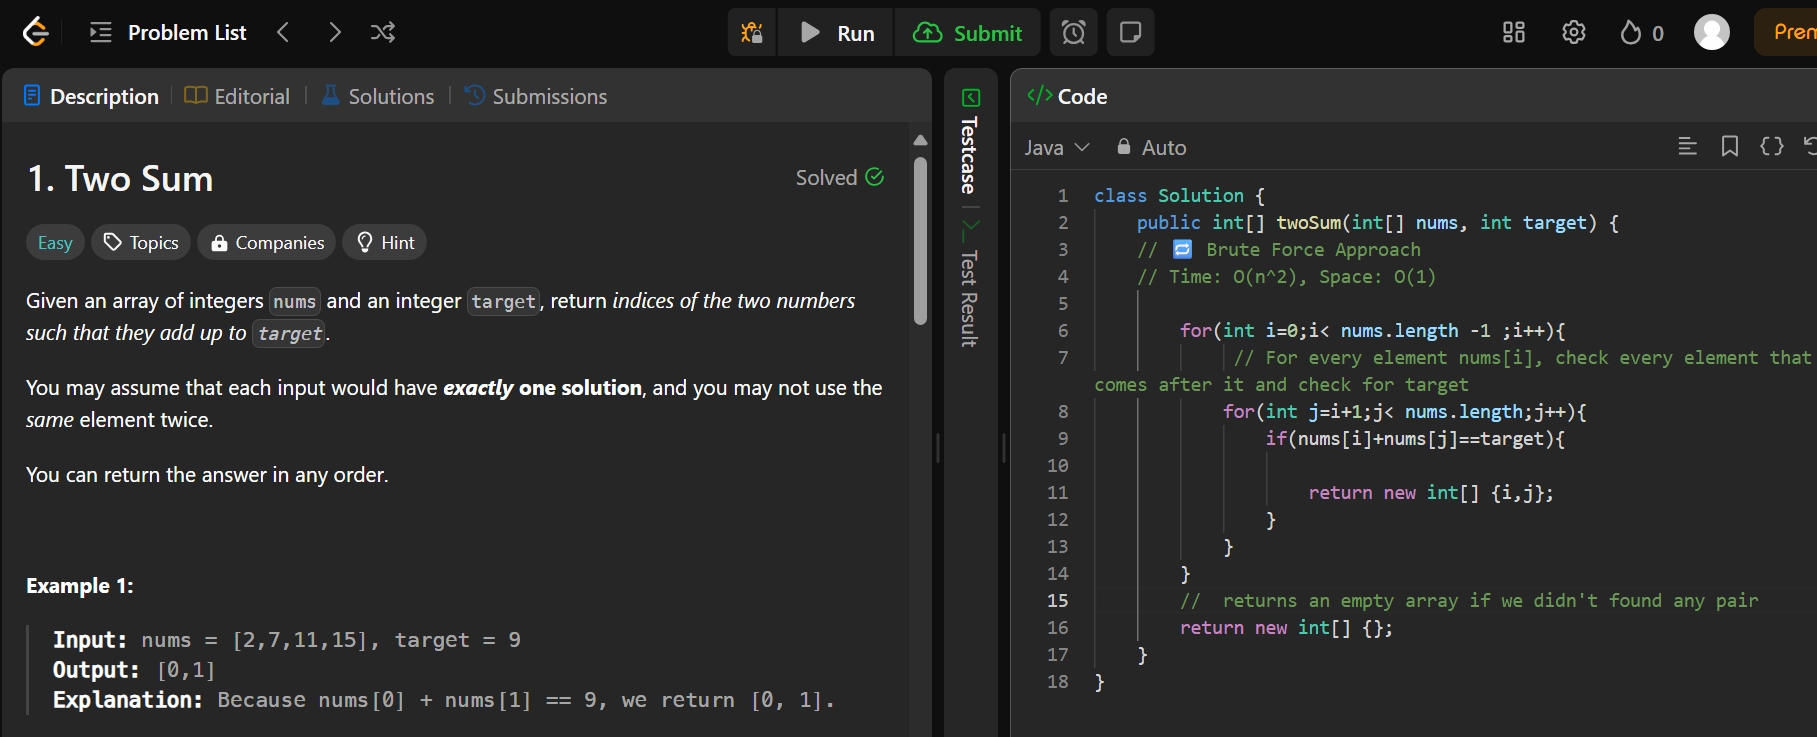 Problem List
Run
Submit
0
Description
Editorial
Solutions
Submissions
1. Two Sum
Solved
Easy
Topics
Companies
Hint
Given an array of integers nums and an integer target, return indices of the two numbers
such that they add up to target.
You may assume that each input would have exactly one solution, and you may not use the
same element twice.
You can return the answer in any order.
Example 1:
Input: nums = [2,7,11,15], target = 9
Output: [0,1]
Explanation: Because nums[0] + nums[1] == 9, we return [0, 1].
Testcase
Test Result
</> Code
Java
Auto
1 class Solution {
2 public int[] twoSum(int[] nums, int target) {
3 // 🔁 Brute Force Approach
4 // Time: O(n^2), Space: O(1)
5
6 for(int i=0;i< nums.length -1 ;i++){
7 // For every element nums[i], check every element that
comes after it and check for target
8 for(int j=i+1;j< nums.length;j++){
9 if(nums[i]+nums[j]==target){
10
11 return new int[] {i,j};
12 }
13 }
14 }
15 //  returns an empty array if we didn't found any pair
16 return new int[] {};
17 }
18 }